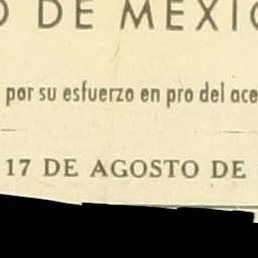 O DE MEXIC
por su esfuerzo en pro del ace
17 DE AGOSTO DE